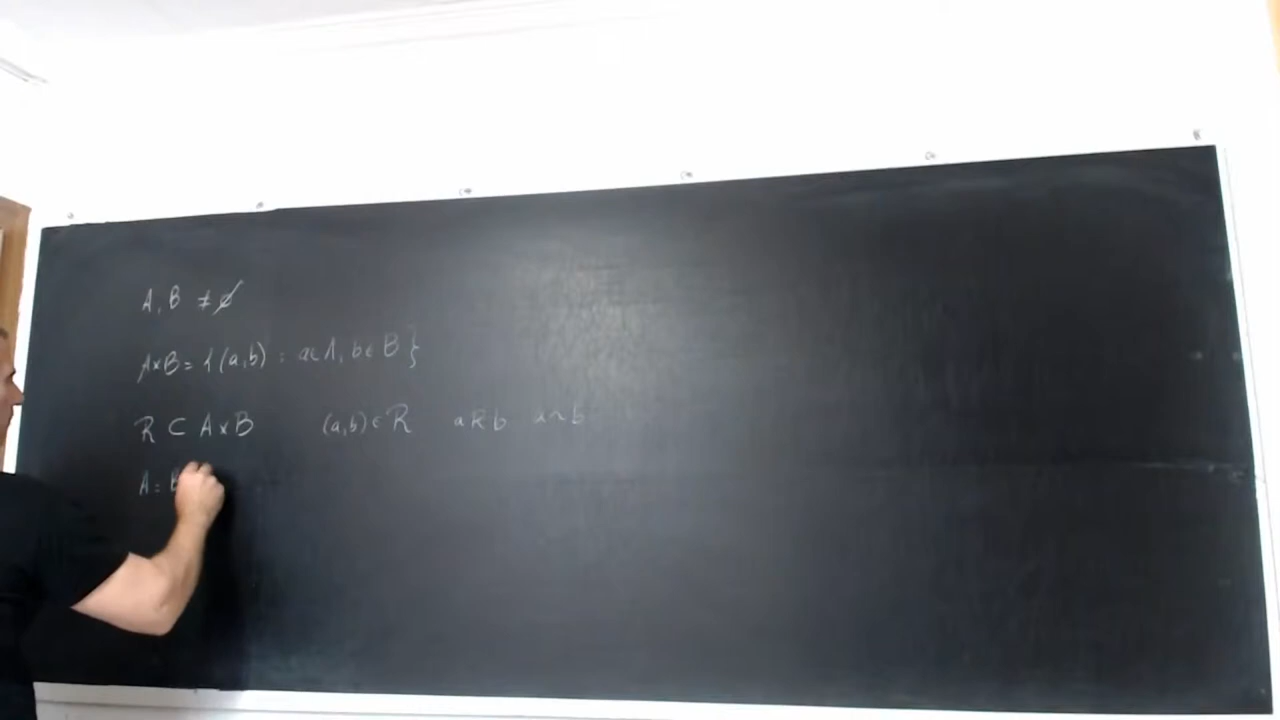 A, B ≠ ∅
A×B = {(a,b) : a∈A, b∈B}
R ⊂ A×B (a,b)∈R aRb a~b
A = B